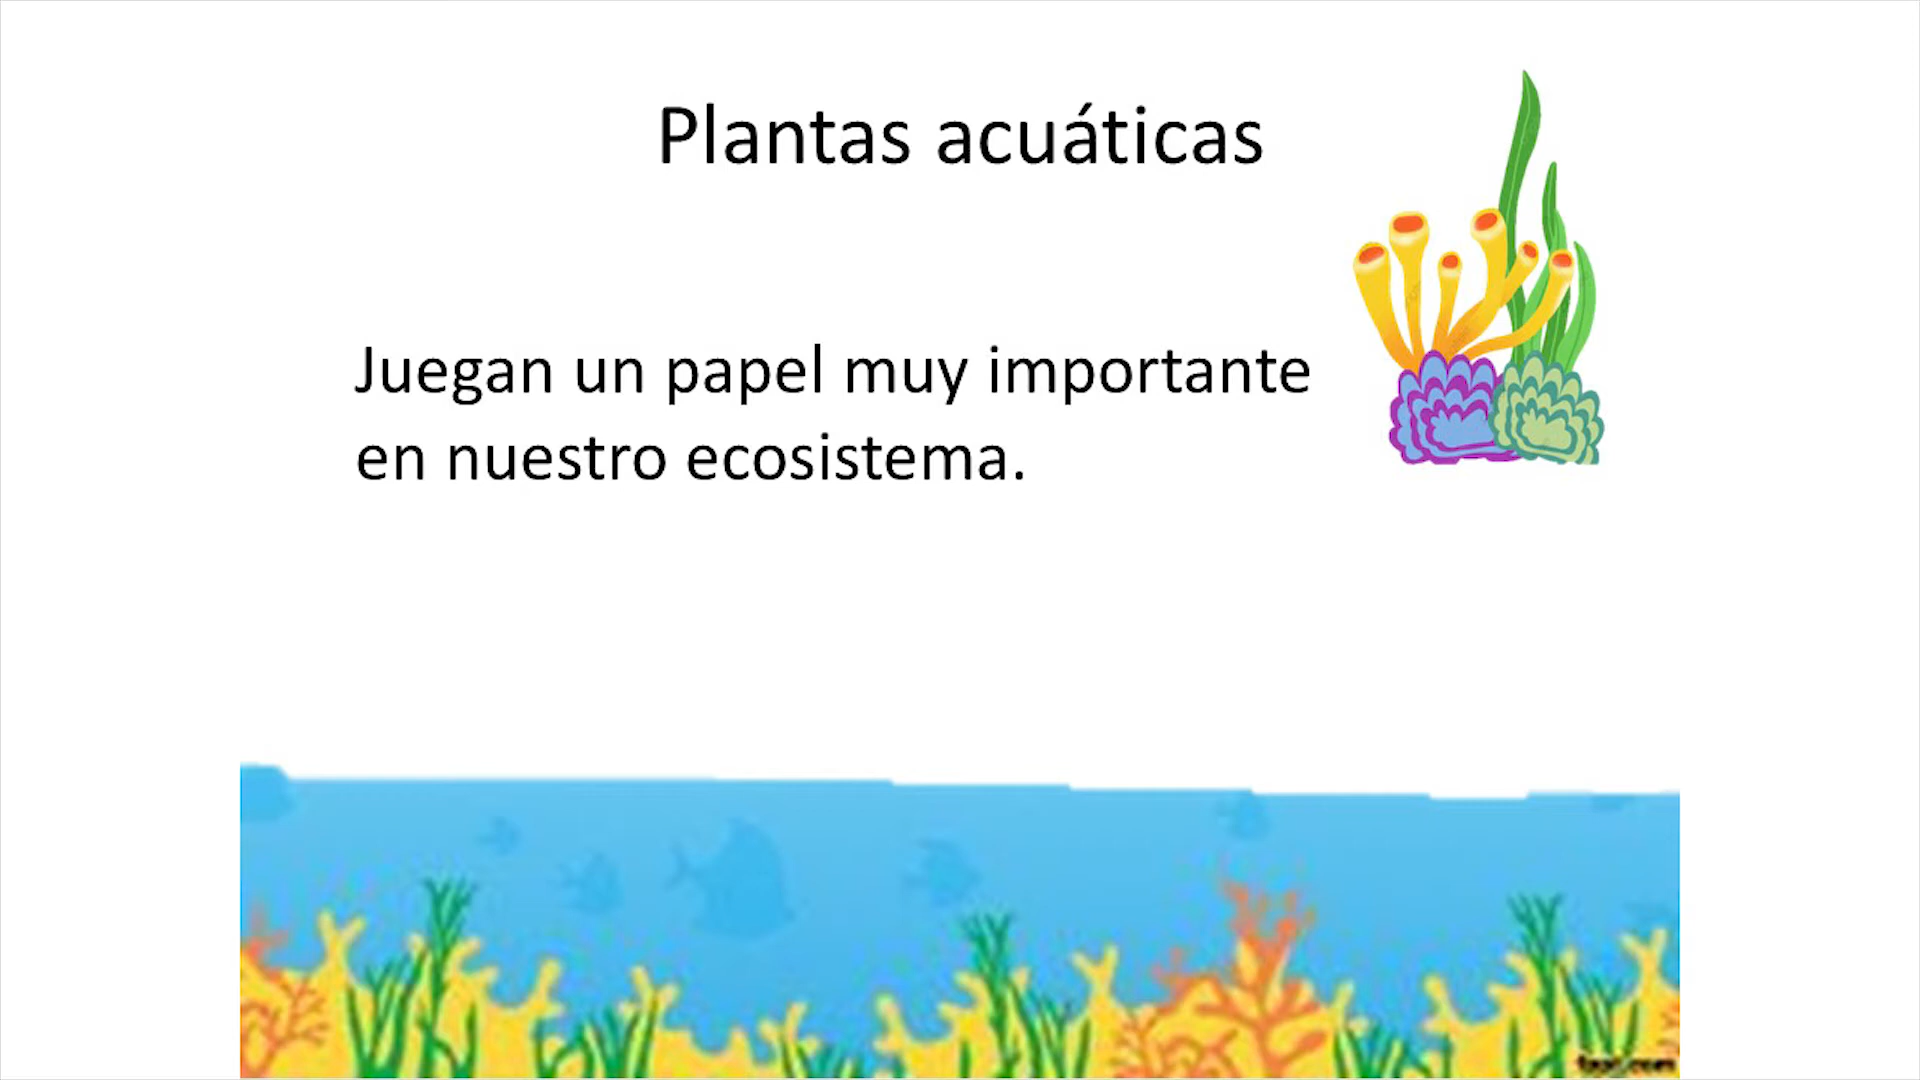 Plantas acuáticas
Juegan un papel muy importante
en nuestro ecosistema.